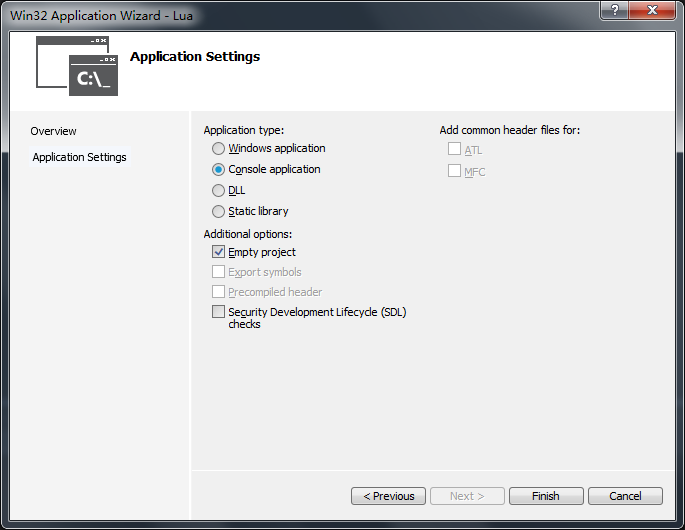 Win32 Application Wizard - Lua
C:\_
Application Settings
Overview
Application Settings
Application type:
Windows application
Console application
DLL
Static library
Additional options:
Empty project
Export symbols
Precompiled header
Security Development Lifecycle (SDL)
checks
Add common header files for:
ATL
MFC
< Previous
Next >
Finish
Cancel